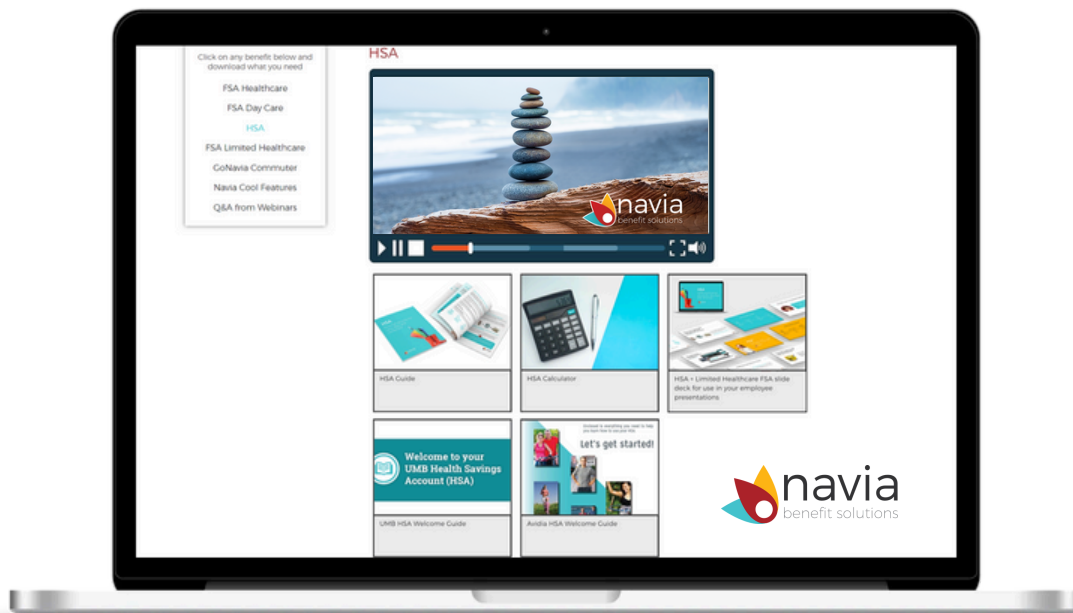 Click on any benefit below and
download what you need
FSA Healthcare
FSA Day Care
HSA
FSA Limited Healthcare
GoNavia Commuter
Navia Cool Features
Q&A from Webinars
HSA
navia
benefit solutions
HSA Guide
HSA Calculator
HSA + Limited Healthcare FSA slide
deck for use in your employee
presentations
Welcome to your
UMB Health Savings
Account (HSA)
UMB HSA Welcome Guide
Let's get started!
Avidia HSA Welcome Guide
navia
benefit solutions